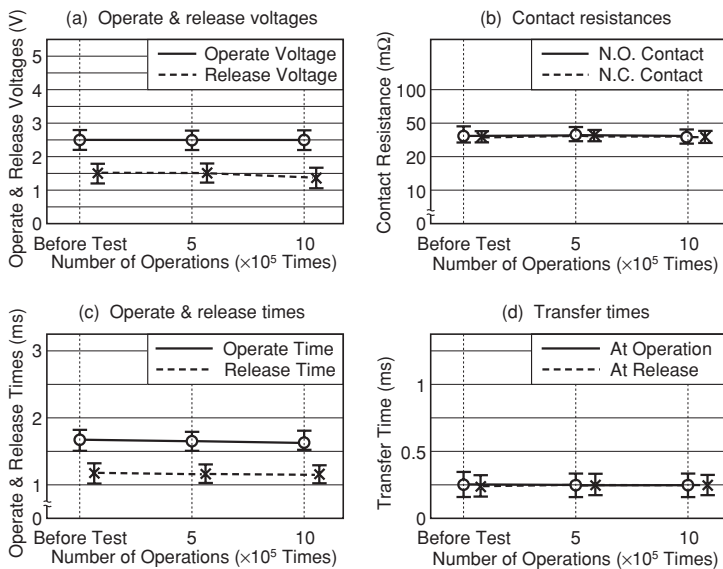 (a) Operate & release voltages
Operate & Release Voltages (V)
Operate Voltage
Release Voltage
5
4
3
2
1
0
Before Test
5
10
Number of Operations (×10⁵ Times)
(b) Contact resistances
Contact Resistance (mΩ)
N.O. Contact
N.C. Contact
100
50
20
10
0
Before Test
5
10
Number of Operations (×10⁵ Times)
(c) Operate & release times
Operate & Release Times (ms)
Operate Time
Release Time
3
2
1
0
Before Test
5
10
Number of Operations (×10⁵ Times)
(d) Transfer times
Transfer Time (ms)
At Operation
At Release
1
0.5
0
Before Test
5
10
Number of Operations (×10⁵ Times)